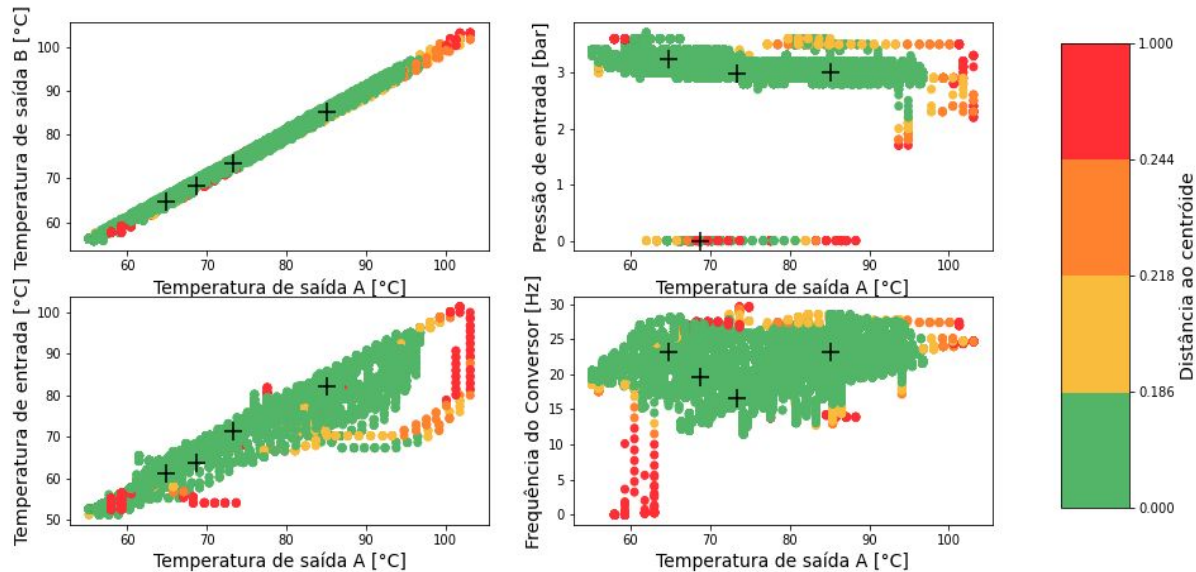 Temperatura de saída B [°C]
100
90
80
70
60
60 70 80 90 100
Temperatura de saída A [°C]
Pressão de entrada [bar]
3
2
1
0
60 70 80 90 100
Temperatura de saída A [°C]
Temperatura de entrada [°C]
100
90
80
70
60
50
60 70 80 90 100
Temperatura de saída A [°C]
Frequência do Conversor [Hz]
30
25
20
15
10
5
0
60 70 80 90 100
Temperatura de saída A [°C]
1.000
0.244
0.218
0.186
0.000
Distância ao centróide